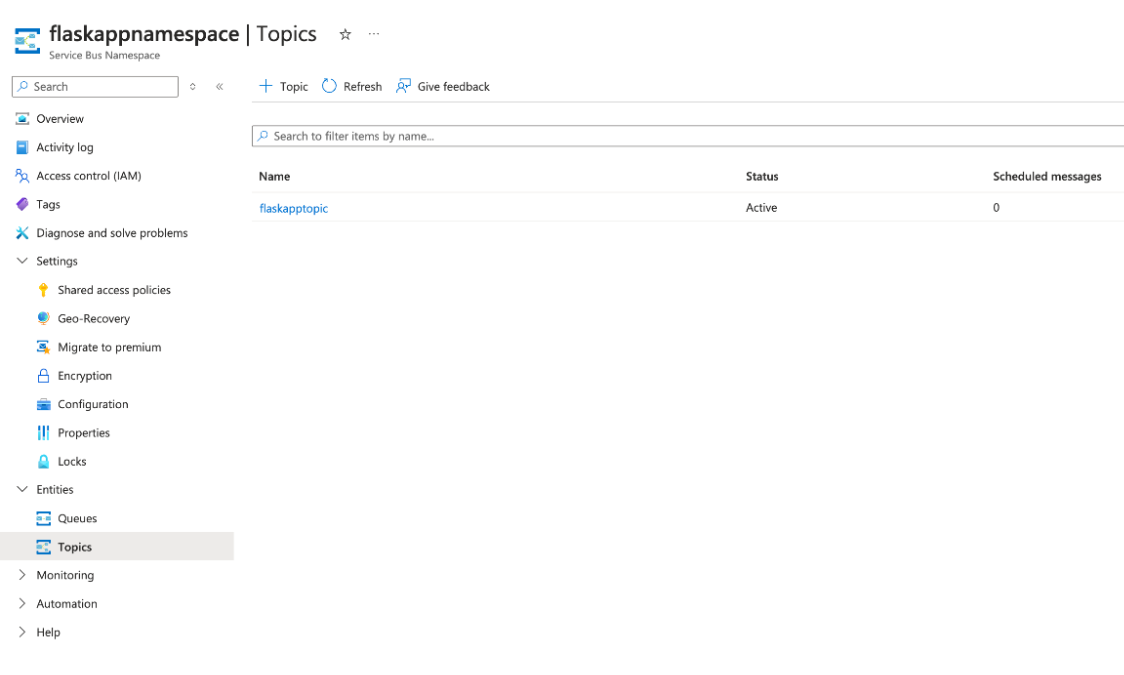 flaskappnamespace | Topics ☆ ...
Service Bus Namespace
Search
Overview
Activity log
Access control (IAM)
Tags
Diagnose and solve problems
Settings
Shared access policies
Geo-Recovery
Migrate to premium
Encryption
Configuration
Properties
Locks
Entities
Queues
Topics
Monitoring
Automation
Help
Topic Refresh Give feedback
Search to filter items by name...
Name Status Scheduled messages
flaskapptopic Active 0